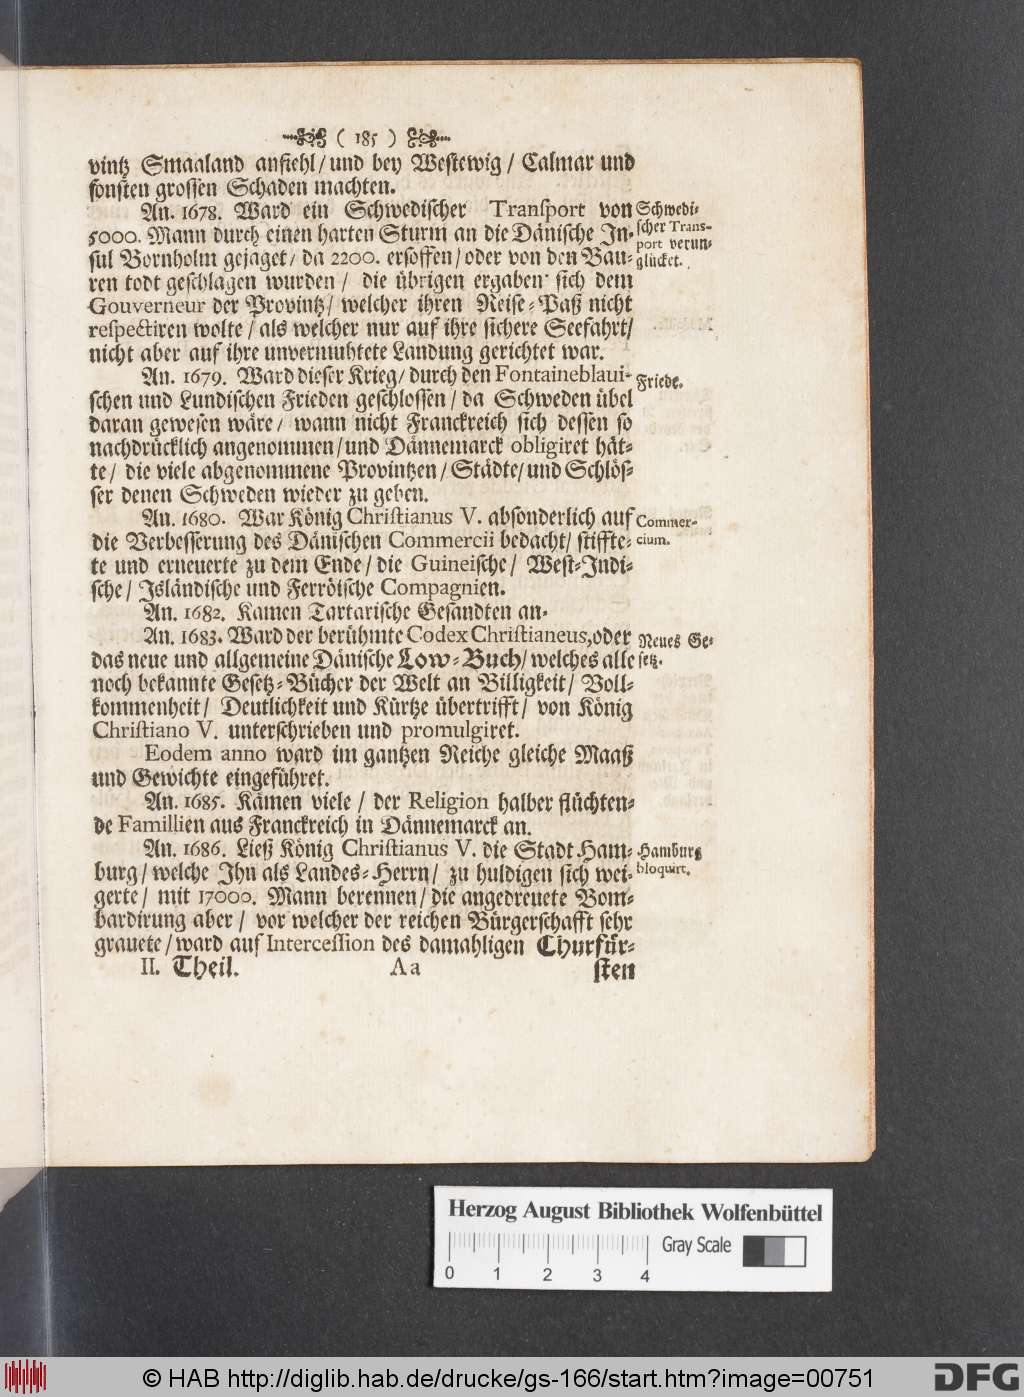 ( 185 )
vintz Smaaland anfiehl / und bey Westewig / Calmar und
sonsten grossen Schaden machten.
An. 1678. Ward ein Schwedischer Transport von
5000. Mann durch einen harten Sturm an die Dänische In-
sul Bornholm gejaget / da 2200. ersoffen / oder von den Bau-
ren todt geschlagen wurden / die übrigen ergaben sich dem
Gouverneur der Provintz / welcher ihren Reise-Paß nicht
respectiren wolte / als welcher nur auf ihre sichere Seefahrt /
nicht aber auf ihre unvermuhtete Landung gerichtet war.
Schwedi-
scher Trans-
port verun-
glücket.
An. 1679. Ward dieser Krieg / durch den Fontaineblaui-
schen und Lundischen Frieden geschlossen / da Schweden übel
daran gewesen wäre / wann nicht Franckreich sich dessen so
nachdrücklich angenommen / und Dännemarck obligiret hät-
te / die viele abgenommene Provintzen / Städte / und Schlös-
ser denen Schweden wieder zu geben.
Friede.
An. 1680. War König Christianus V. absonderlich auf
die Verbesserung des Dänischen Commercii bedacht / stiffte-
te und erneuerte zu dem Ende / die Guineische / West-Indi-
sche / Isländische und Ferröische Compagnien.
Commer-
cium.
An. 1682. Kamen Tartarische Gesandten an.
An. 1683. Ward der berühmte Codex Christianeus, oder
das neue und allgemeine Dänische Low-Buch / welches alle
noch bekannte Gesetz-Bücher der Welt an Billigkeit / Voll-
kommenheit / Deutlichkeit und Kürtze übertrifft / von König
Christiano V. unterschrieben und promulgiret.
Neues Ge-
setz.
Eodem anno ward im gantzen Reiche gleiche Maaß
und Gewichte eingeführet.
An. 1685. Kämen viele / der Religion halber flüchten-
de Famillien aus Franckreich in Dännemarck an.
An. 1686. Ließ König Christianus V. die Stadt Ham-
burg / welche Ihn als Landes-Herrn / zu huldigen sich wei-
gerte / mit 17000. Mann berennen / die angedreuete Bom-
bardirung aber / vor welcher der reichen Bürgerschafft sehr
grauete / ward auf Intercession des damahligen Churfür-
Hamburg
bloquirt.
II. Theil. Aa sten
Herzog August Bibliothek Wolfenbüttel
Gray Scale
0 1 2 3 4
© HAB http://diglib.hab.de/drucke/gs-166/start.htm?image=00751
DFG